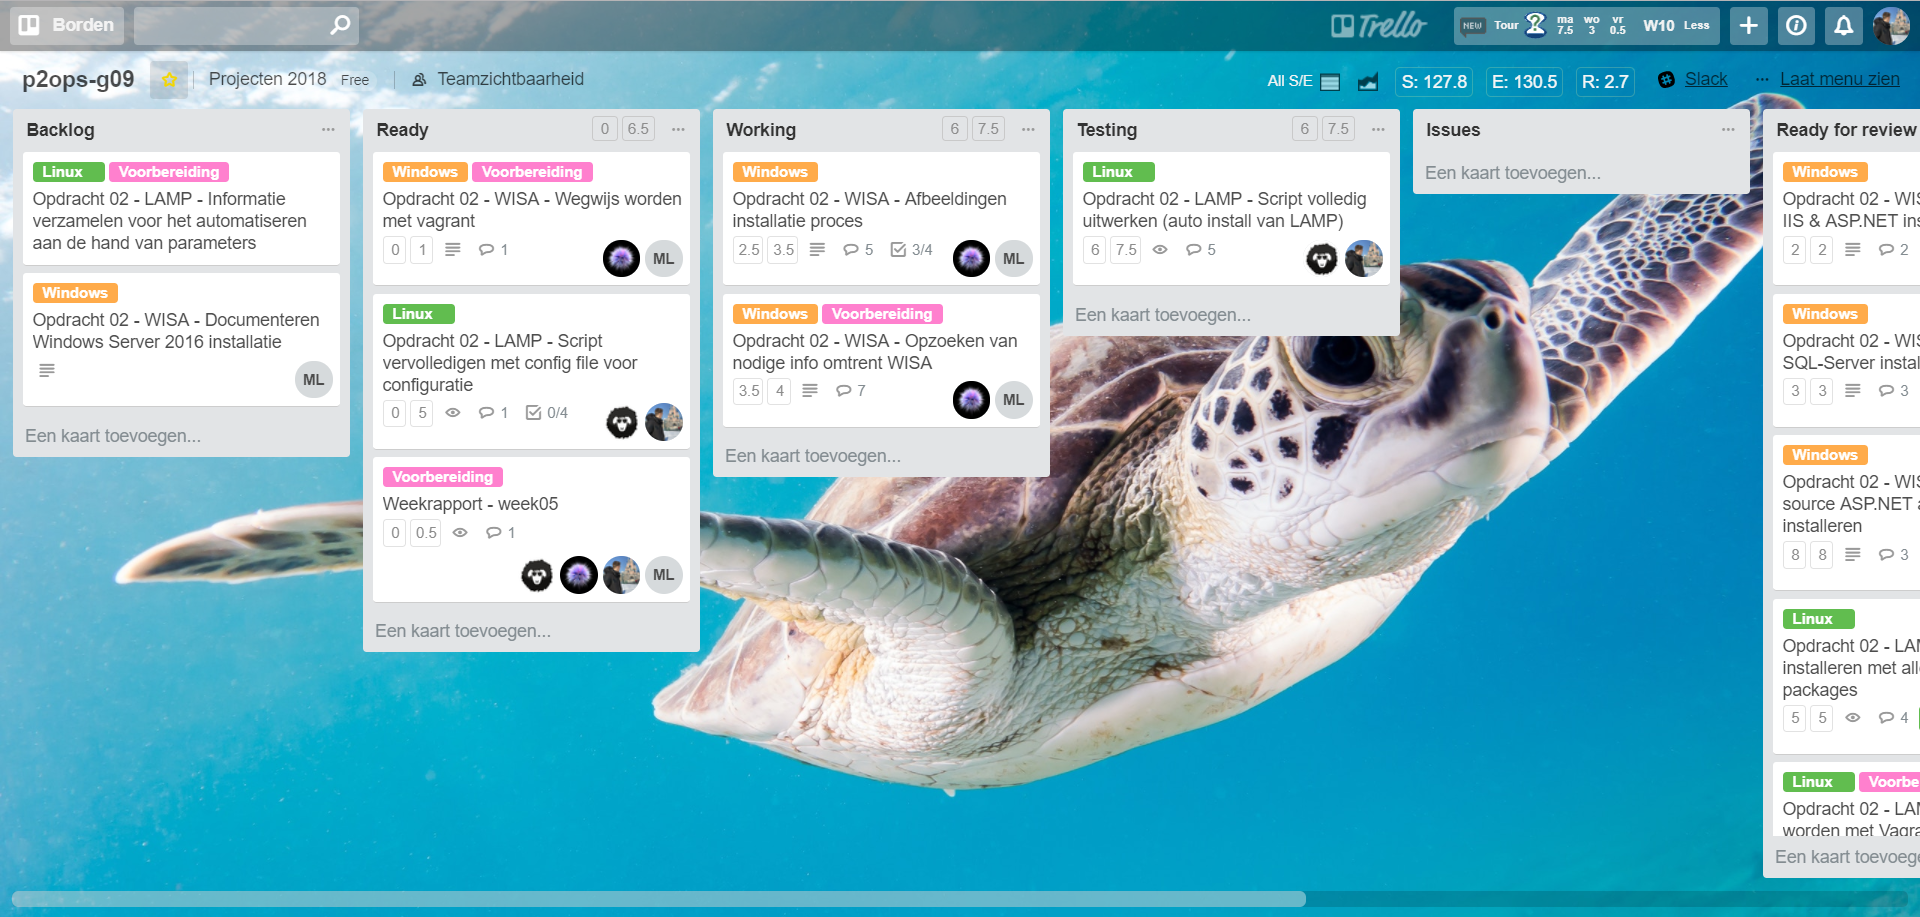 Borden
Trello
NEW Tour ma 7.5 wo 3 vr 0.5 W10 Less
p2ops-g09 Projecten 2018 Free Teamzichtbaarheid
All S/E S: 127.8 E: 130.5 R: 2.7 Slack ··· Laat menu zien
Backlog
Linux Voorbereiding
Opdracht 02 - LAMP - Informatie
verzamelen voor het automatiseren
aan de hand van parameters
Windows
Opdracht 02 - WISA - Documenteren
Windows Server 2016 installatie
ML
Een kaart toevoegen...
Ready 0 6.5
Windows Voorbereiding
Opdracht 02 - WISA - Wegwijs worden
met vagrant
0 1 1
ML
Linux
Opdracht 02 - LAMP - Script
vervolledigen met config file voor
configuratie
0 5 1 0/4
Voorbereiding
Weekrapport - week05
0 0.5 1
ML
Een kaart toevoegen...
Working 6 7.5
Windows
Opdracht 02 - WISA - Afbeeldingen
installatie proces
2.5 3.5 5 3/4
ML
Windows Voorbereiding
Opdracht 02 - WISA - Opzoeken van
nodige info omtrent WISA
3.5 4 7
ML
Een kaart toevoegen...
Testing 6 7.5
Linux
Opdracht 02 - LAMP - Script volledig
uitwerken (auto install van LAMP)
6 7.5 5
Een kaart toevoegen...
Issues
Een kaart toevoegen...
Ready for review
Windows
Opdracht 02 - WIS
IIS & ASP.NET ins
2 2 2
Windows
Opdracht 02 - WIS
SQL-Server instal
3 3 3
Windows
Opdracht 02 - WIS
source ASP.NET a
installeren
8 8 3
Linux
Opdracht 02 - LAM
installeren met all
packages
5 5 4
Linux Voorbe
Opdracht 02 - LAM
worden met Vagra
Een kaart toevoege